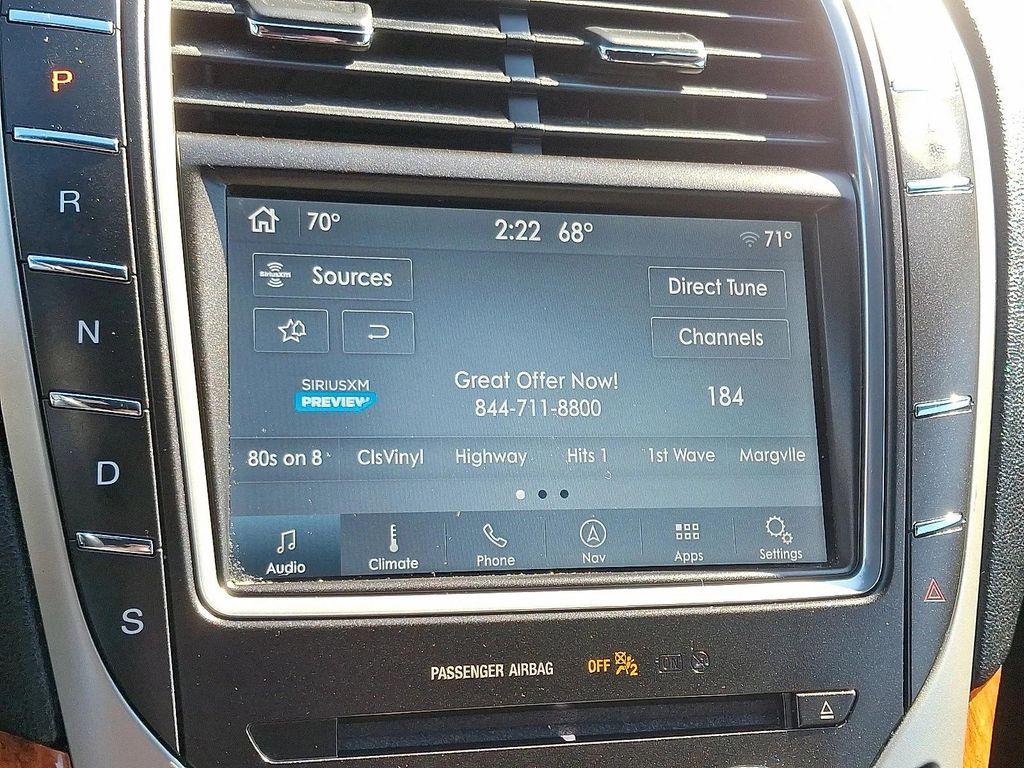 P
R
N
D
S
70° 2:22 68° 71°
SiriusXM Sources
Direct Tune
Channels
SIRIUSXM
PREVIEW
Great Offer Now!
844-711-8800
184
80s on 8 ClsVinyl Highway Hits 1 1st Wave Margvlle
Audio Climate Phone Nav Apps Settings
PASSENGER AIRBAG OFF 2 ON